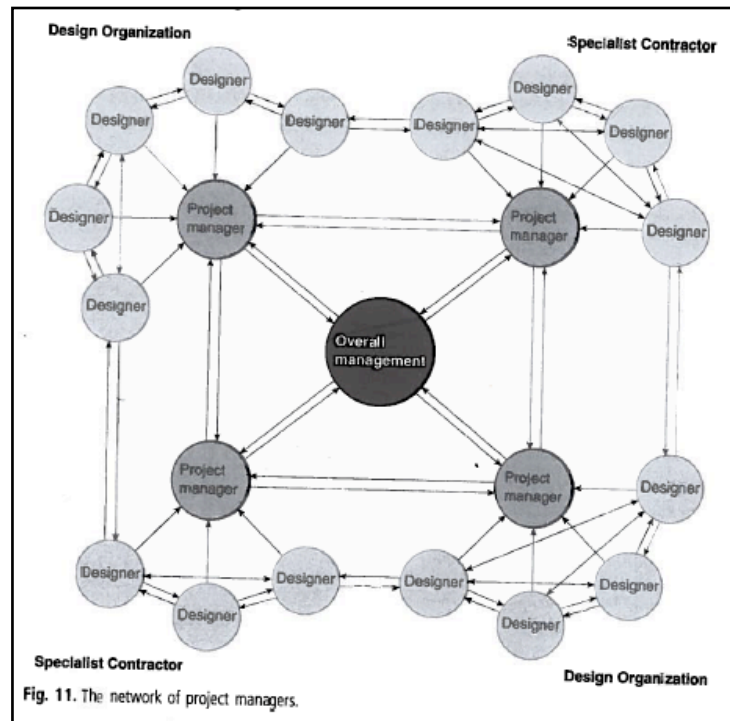 Design Organization
Specialist Contractor
Designer
Designer
Designer
Designer
Designer
Designer
Designer
Project
manager
Project
manager
Designer
Designer
Designer
Overall
management
Project
manager
Project
manager
Designer
Designer
Designer
Designer
Designer
Designer
Designer
Specialist Contractor
Design Organization
Fig. 11. The network of project managers.